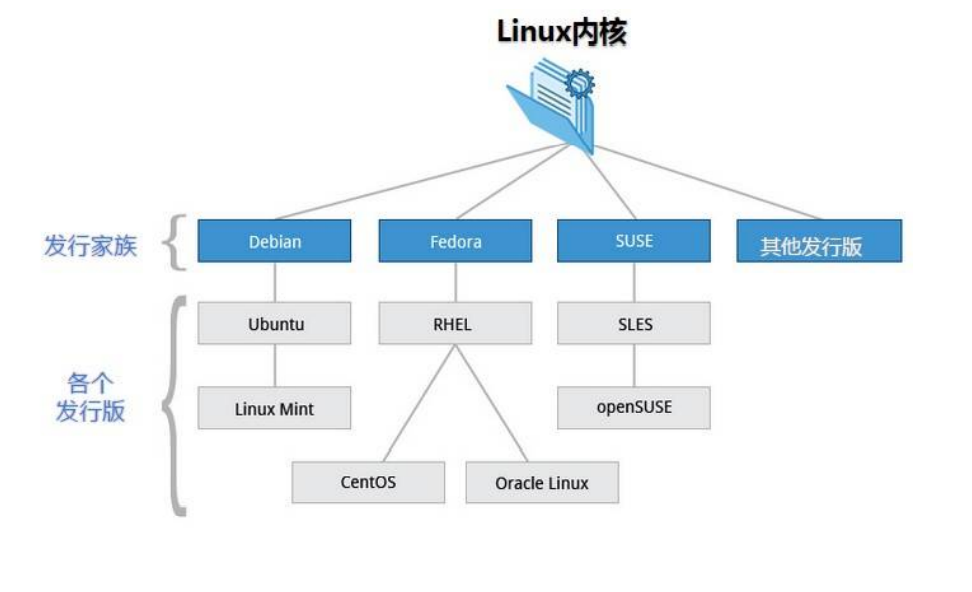 Linux内核
发行家族
Debian
Fedora
SUSE
其他发行版
各个
发行版
Ubuntu
RHEL
SLES
Linux Mint
openSUSE
CentOS
Oracle Linux